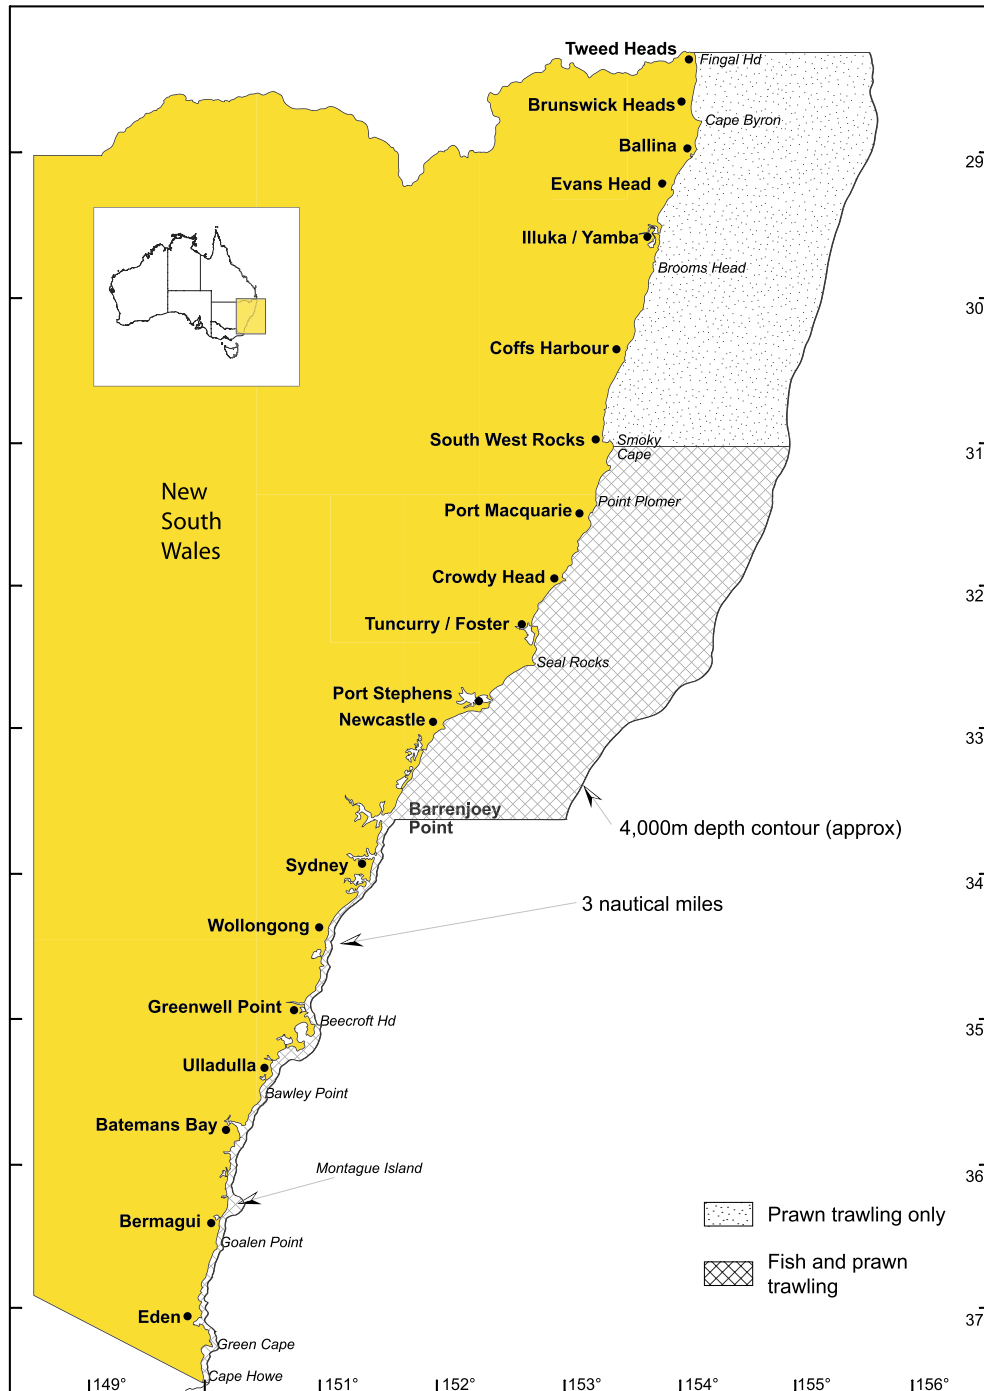 Tweed Heads
Fingal Hd
Brunswick Heads
Cape Byron
Ballina
29
Evans Head
Illuka / Yamba
Brooms Head
30
Coffs Harbour
South West Rocks
Smoky
Cape
31
New
South
Wales
Point Plomer
Port Macquarie
Crowdy Head
32
Tuncurry / Foster
Seal Rocks
Port Stephens
Newcastle
33
Barrenjoey
Point
4,000m depth contour (approx)
Sydney
34
3 nautical miles
Wollongong
Greenwell Point
Beecroft Hd
35
Ulladulla
Bawley Point
Batemans Bay
Montague Island
36
Bermagui
Prawn trawling only
Goalen Point
Fish and prawn
trawling
Eden
37
Green Cape
Cape Howe
149° 151° 152 153° 154° 155° 156°